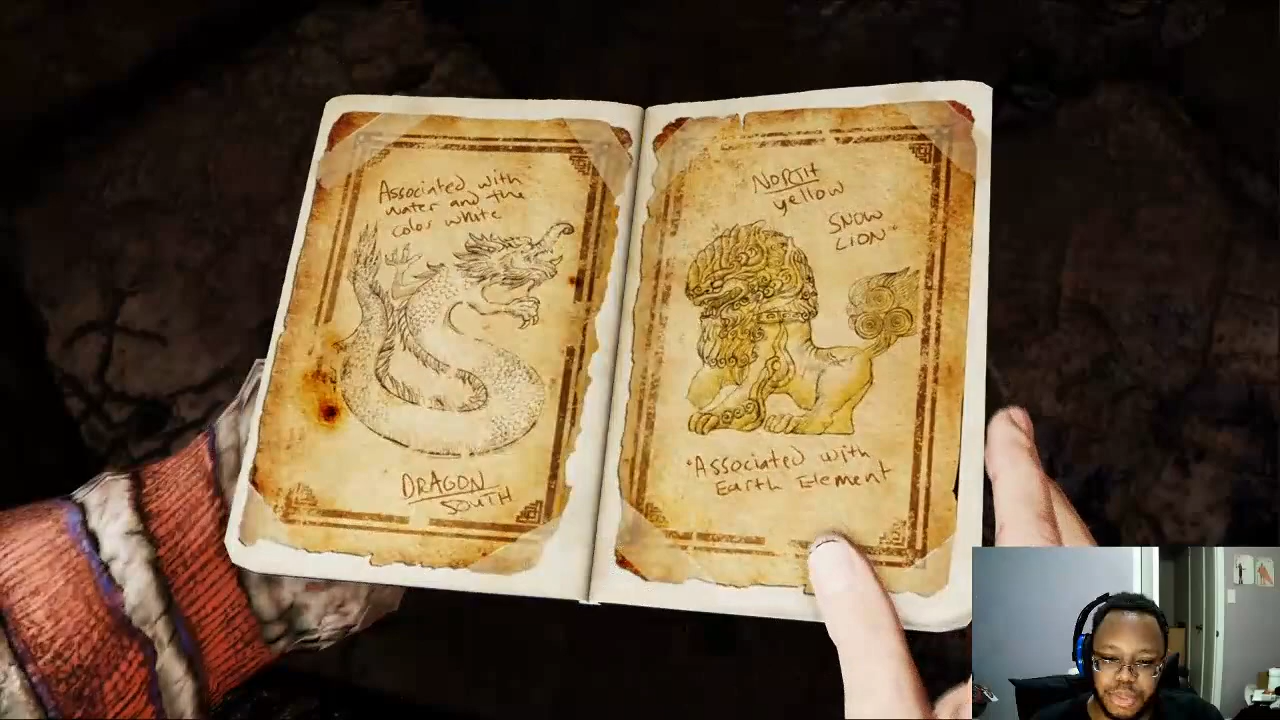 Associated with
water and the
color white
DRAGON
SOUTH
NORTH
yellow
SNOW
LION"
"Associated with
Earth Element